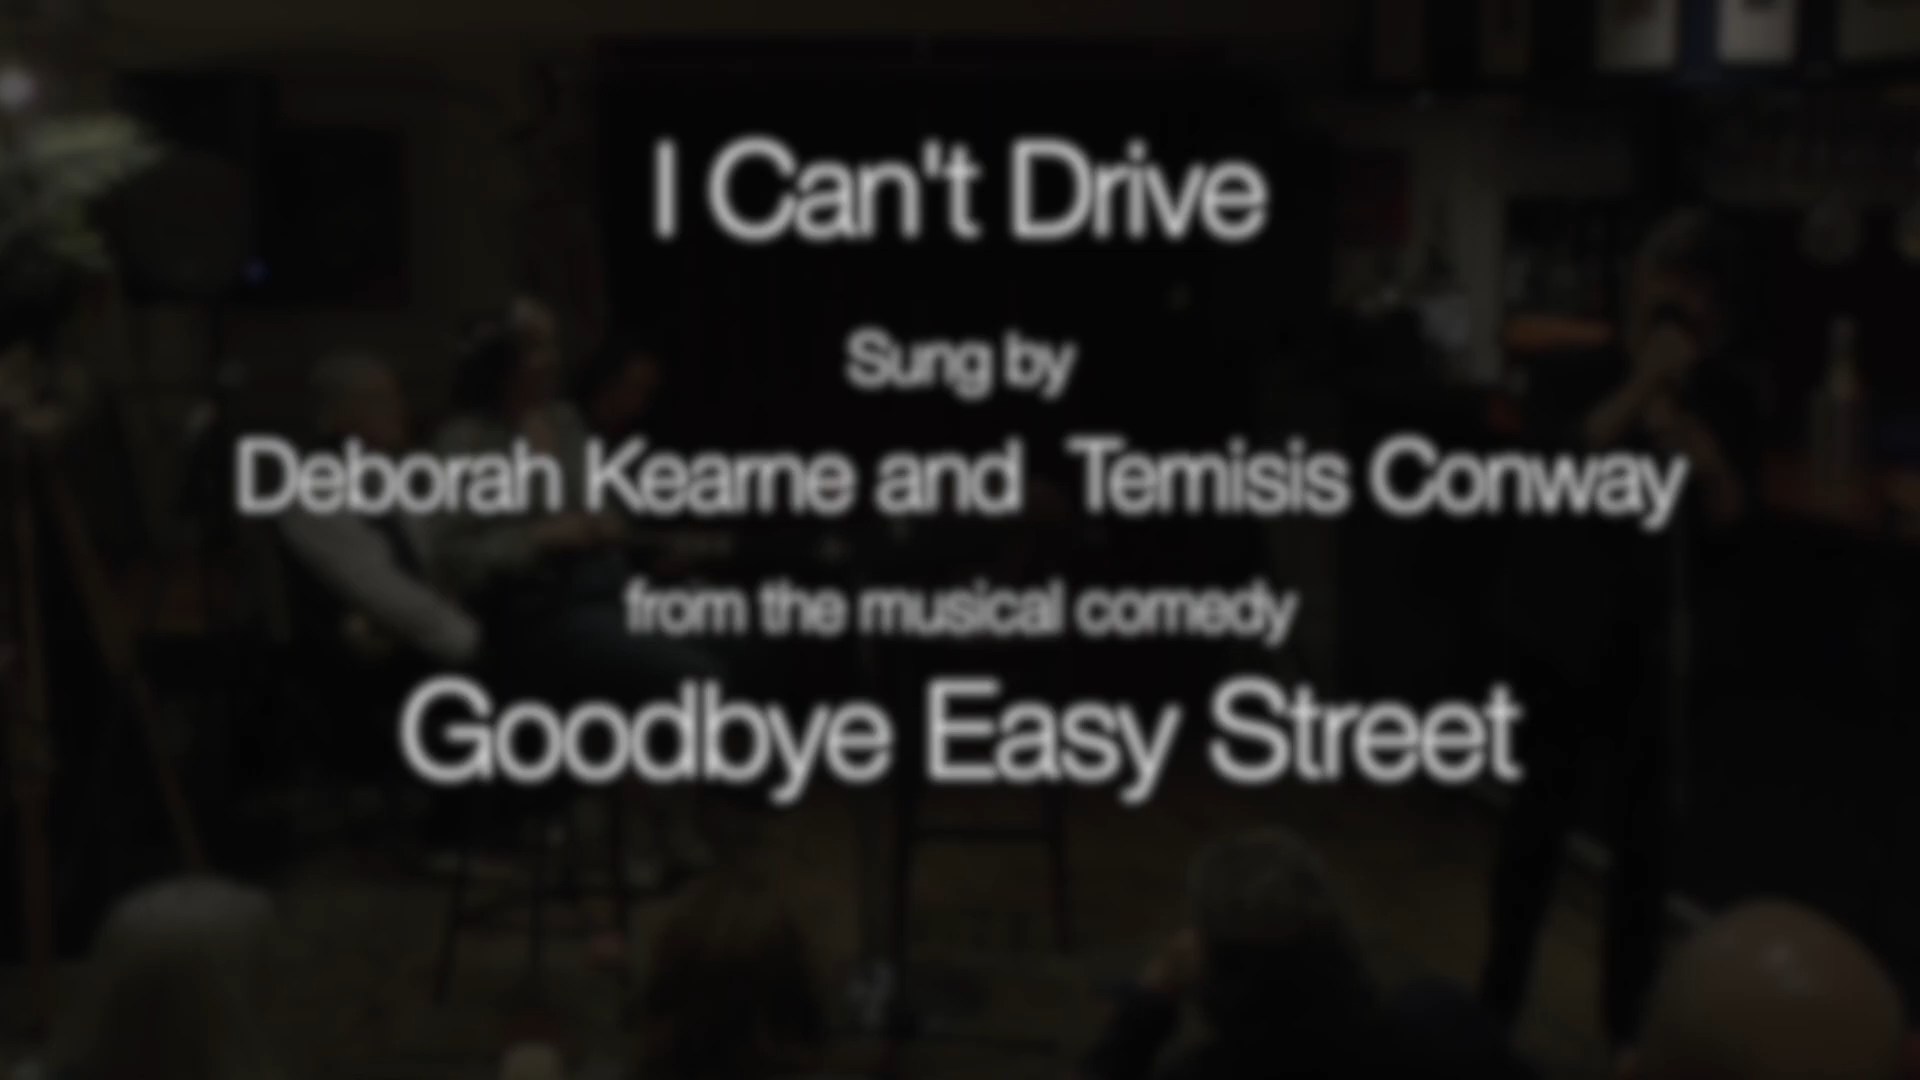 I Can't Drive
Sung by
Deborah Kearne and Temisis Conway
from the musical comedy
Goodbye Easy Street